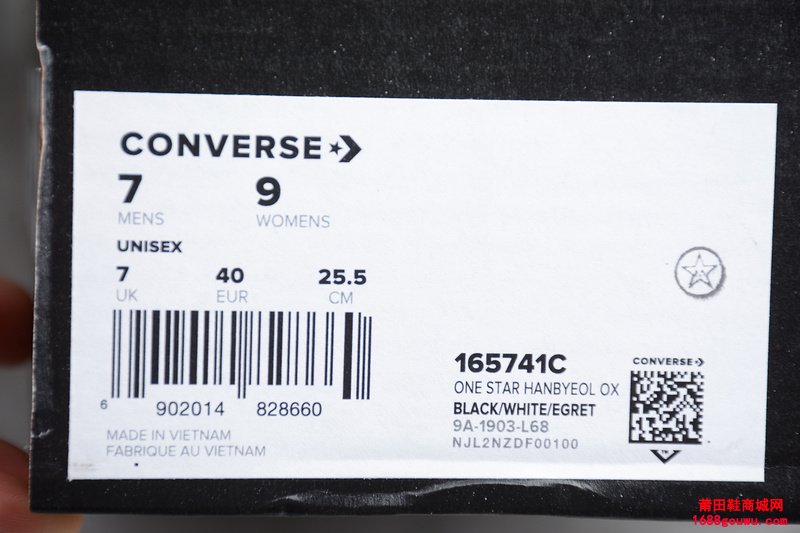 CONVERSE
7 9
MENS WOMENS
UNISEX
7 40 25.5
UK EUR CM
6 902014 828660
MADE IN VIETNAM
FABRIQUE AU VIETNAM
165741C
ONE STAR HANBYEOL OX
BLACK/WHITE/EGRET
9A-1903-L68
NJL2NZDF00100
CONVERSE
TM
莆田鞋商城网
1688gouwu.com